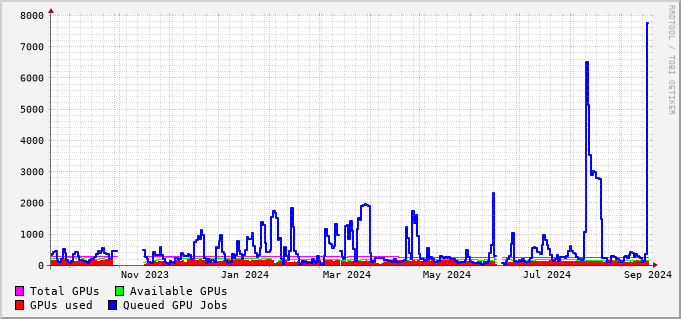 8000
7000
6000
5000
4000
3000
2000
1000
0
Nov 2023 Jan 2024 Mar 2024 May 2024 Jul 2024 Sep 2024
Total GPUs Available GPUs
GPUs used Queued GPU Jobs
RRDTOOL / TOBI OETIKER